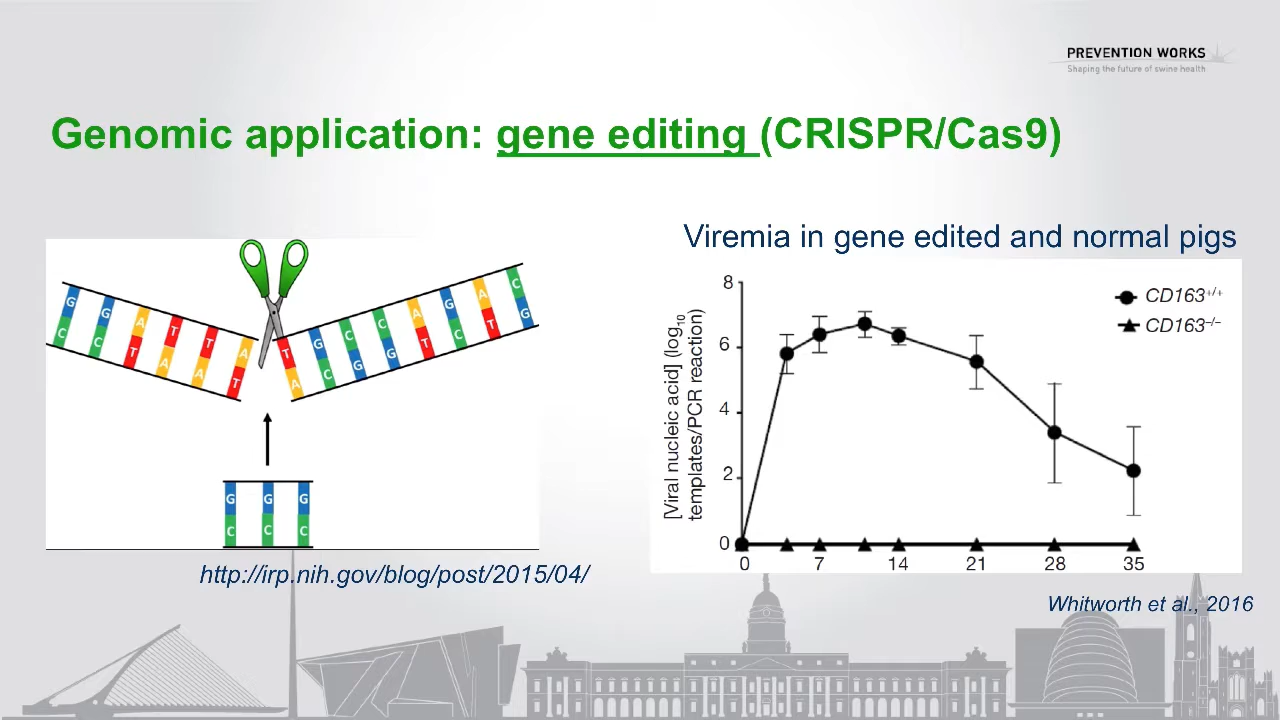 PREVENTION WORKS
Shaping the future of swine health
Genomic application: gene editing (CRISPR/Cas9)
Viremia in gene edited and normal pigs
G G A T T A
C C T A A T
T G C C A G A C
A C G G T C T G
G G G
C C C
http://irp.nih.gov/blog/post/2015/04/
[Viral nucleic acid] (log10
templates/PCR reaction)
8
6
4
2
0
CD163+/+
CD163–/–
0 7 14 21 28 35
Whitworth et al., 2016